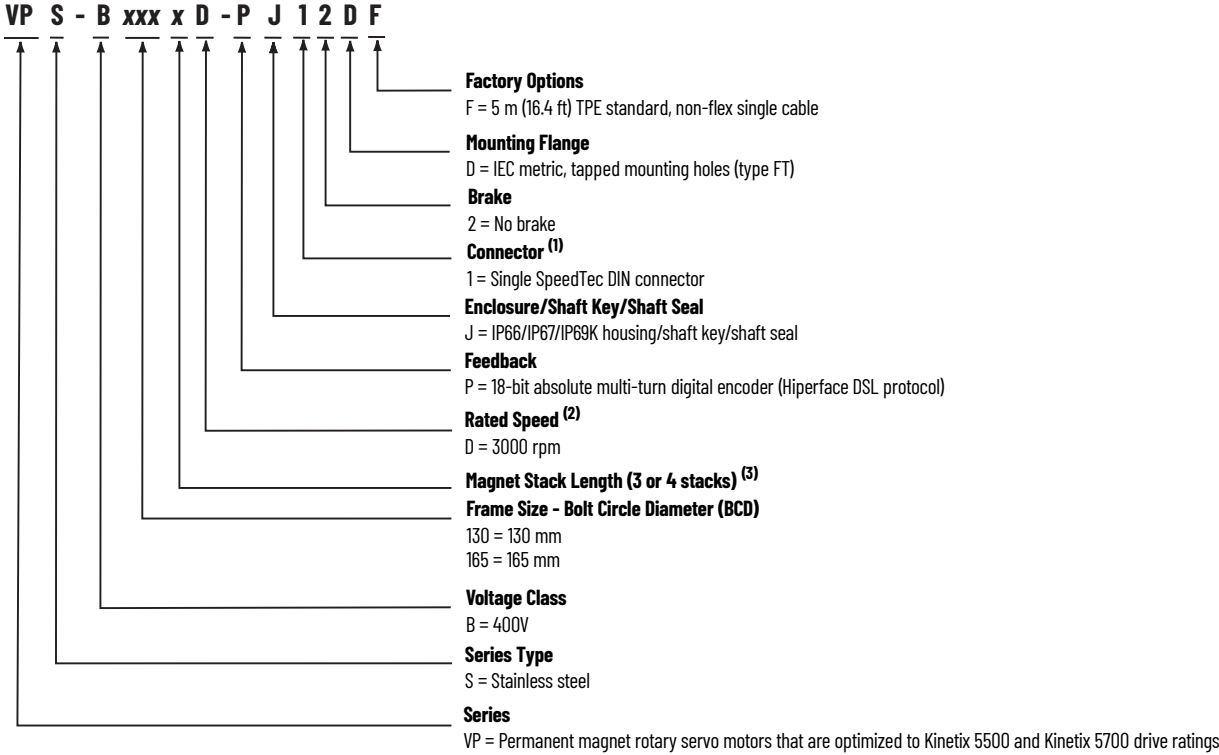 VP S - B xxx x D - P J 1 2 D F
Factory Options
F = 5 m (16.4 ft) TPE standard, non-flex single cable
Mounting Flange
D = IEC metric, tapped mounting holes (type FT)
Brake
2 = No brake
Connector (1)
1 = Single SpeedTec DIN connector
Enclosure/Shaft Key/Shaft Seal
J = IP66/IP67/IP69K housing/shaft key/shaft seal
Feedback
P = 18-bit absolute multi-turn digital encoder (Hiperface DSL protocol)
Rated Speed (2)
D = 3000 rpm
Magnet Stack Length (3 or 4 stacks) (3)
Frame Size - Bolt Circle Diameter (BCD)
130 = 130 mm
165 = 165 mm
Voltage Class
B = 400V
Series Type
S = Stainless steel
Series
VP = Permanent magnet rotary servo motors that are optimized to Kinetix 5500 and Kinetix 5700 drive ratings